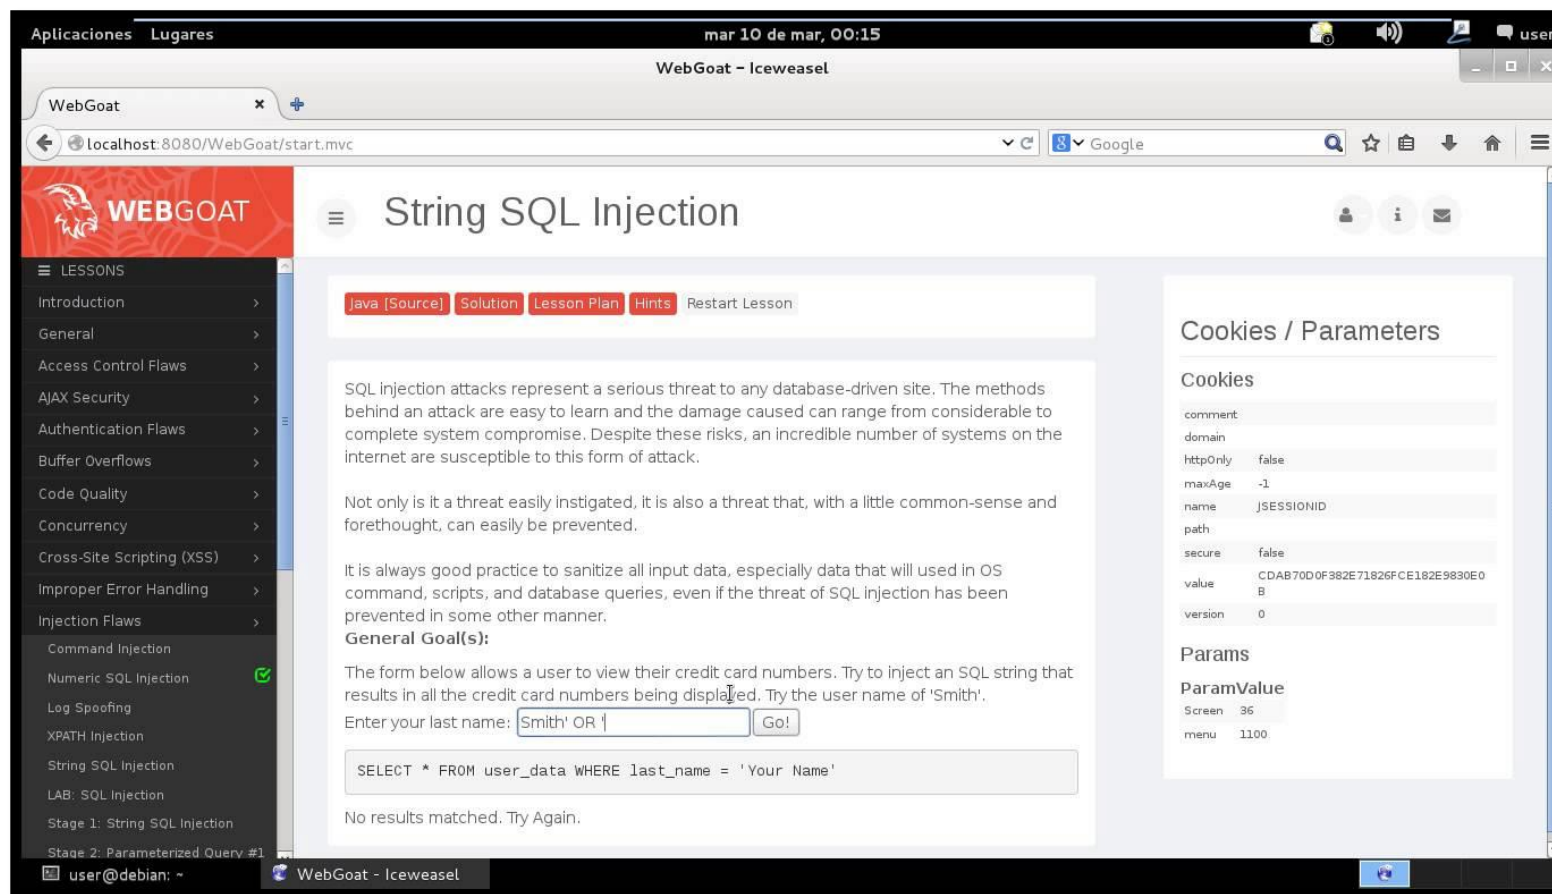 Aplicaciones Lugares
mar 10 de mar, 00:15
user
WebGoat – Iceweasel
WebGoat
localhost:8080/WebGoat/start.mvc
Google
WEBGOAT
String SQL Injection
LESSONS
Introduction
General
Access Control Flaws
AJAX Security
Authentication Flaws
Buffer Overflows
Code Quality
Concurrency
Cross-Site Scripting (XSS)
Improper Error Handling
Injection Flaws
Command Injection
Numeric SQL Injection
Log Spoofing
XPATH Injection
String SQL Injection
LAB: SQL Injection
Stage 1: String SQL Injection
Stage 2: Parameterized Query #1
Java [Source] Solution Lesson Plan Hints Restart Lesson
SQL injection attacks represent a serious threat to any database-driven site. The methods
behind an attack are easy to learn and the damage caused can range from considerable to
complete system compromise. Despite these risks, an incredible number of systems on the
internet are susceptible to this form of attack.
Not only is it a threat easily instigated, it is also a threat that, with a little common-sense and
forethought, can easily be prevented.
It is always good practice to sanitize all input data, especially data that will used in OS
command, scripts, and database queries, even if the threat of SQL injection has been
prevented in some other manner.
General Goal(s):
The form below allows a user to view their credit card numbers. Try to inject an SQL string that
results in all the credit card numbers being displayed. Try the user name of 'Smith'.
Enter your last name: Smith' OR ' Go!
SELECT * FROM user_data WHERE last_name = 'Your Name'
No results matched. Try Again.
Cookies / Parameters
Cookies
comment
domain
httpOnly false
maxAge -1
name JSESSIONID
path
secure false
value CDAB70D0F382E71826FCE182E9830E0
B
version 0
Params
ParamValue
Screen 36
menu 1100
user@debian: ~
WebGoat - Iceweasel